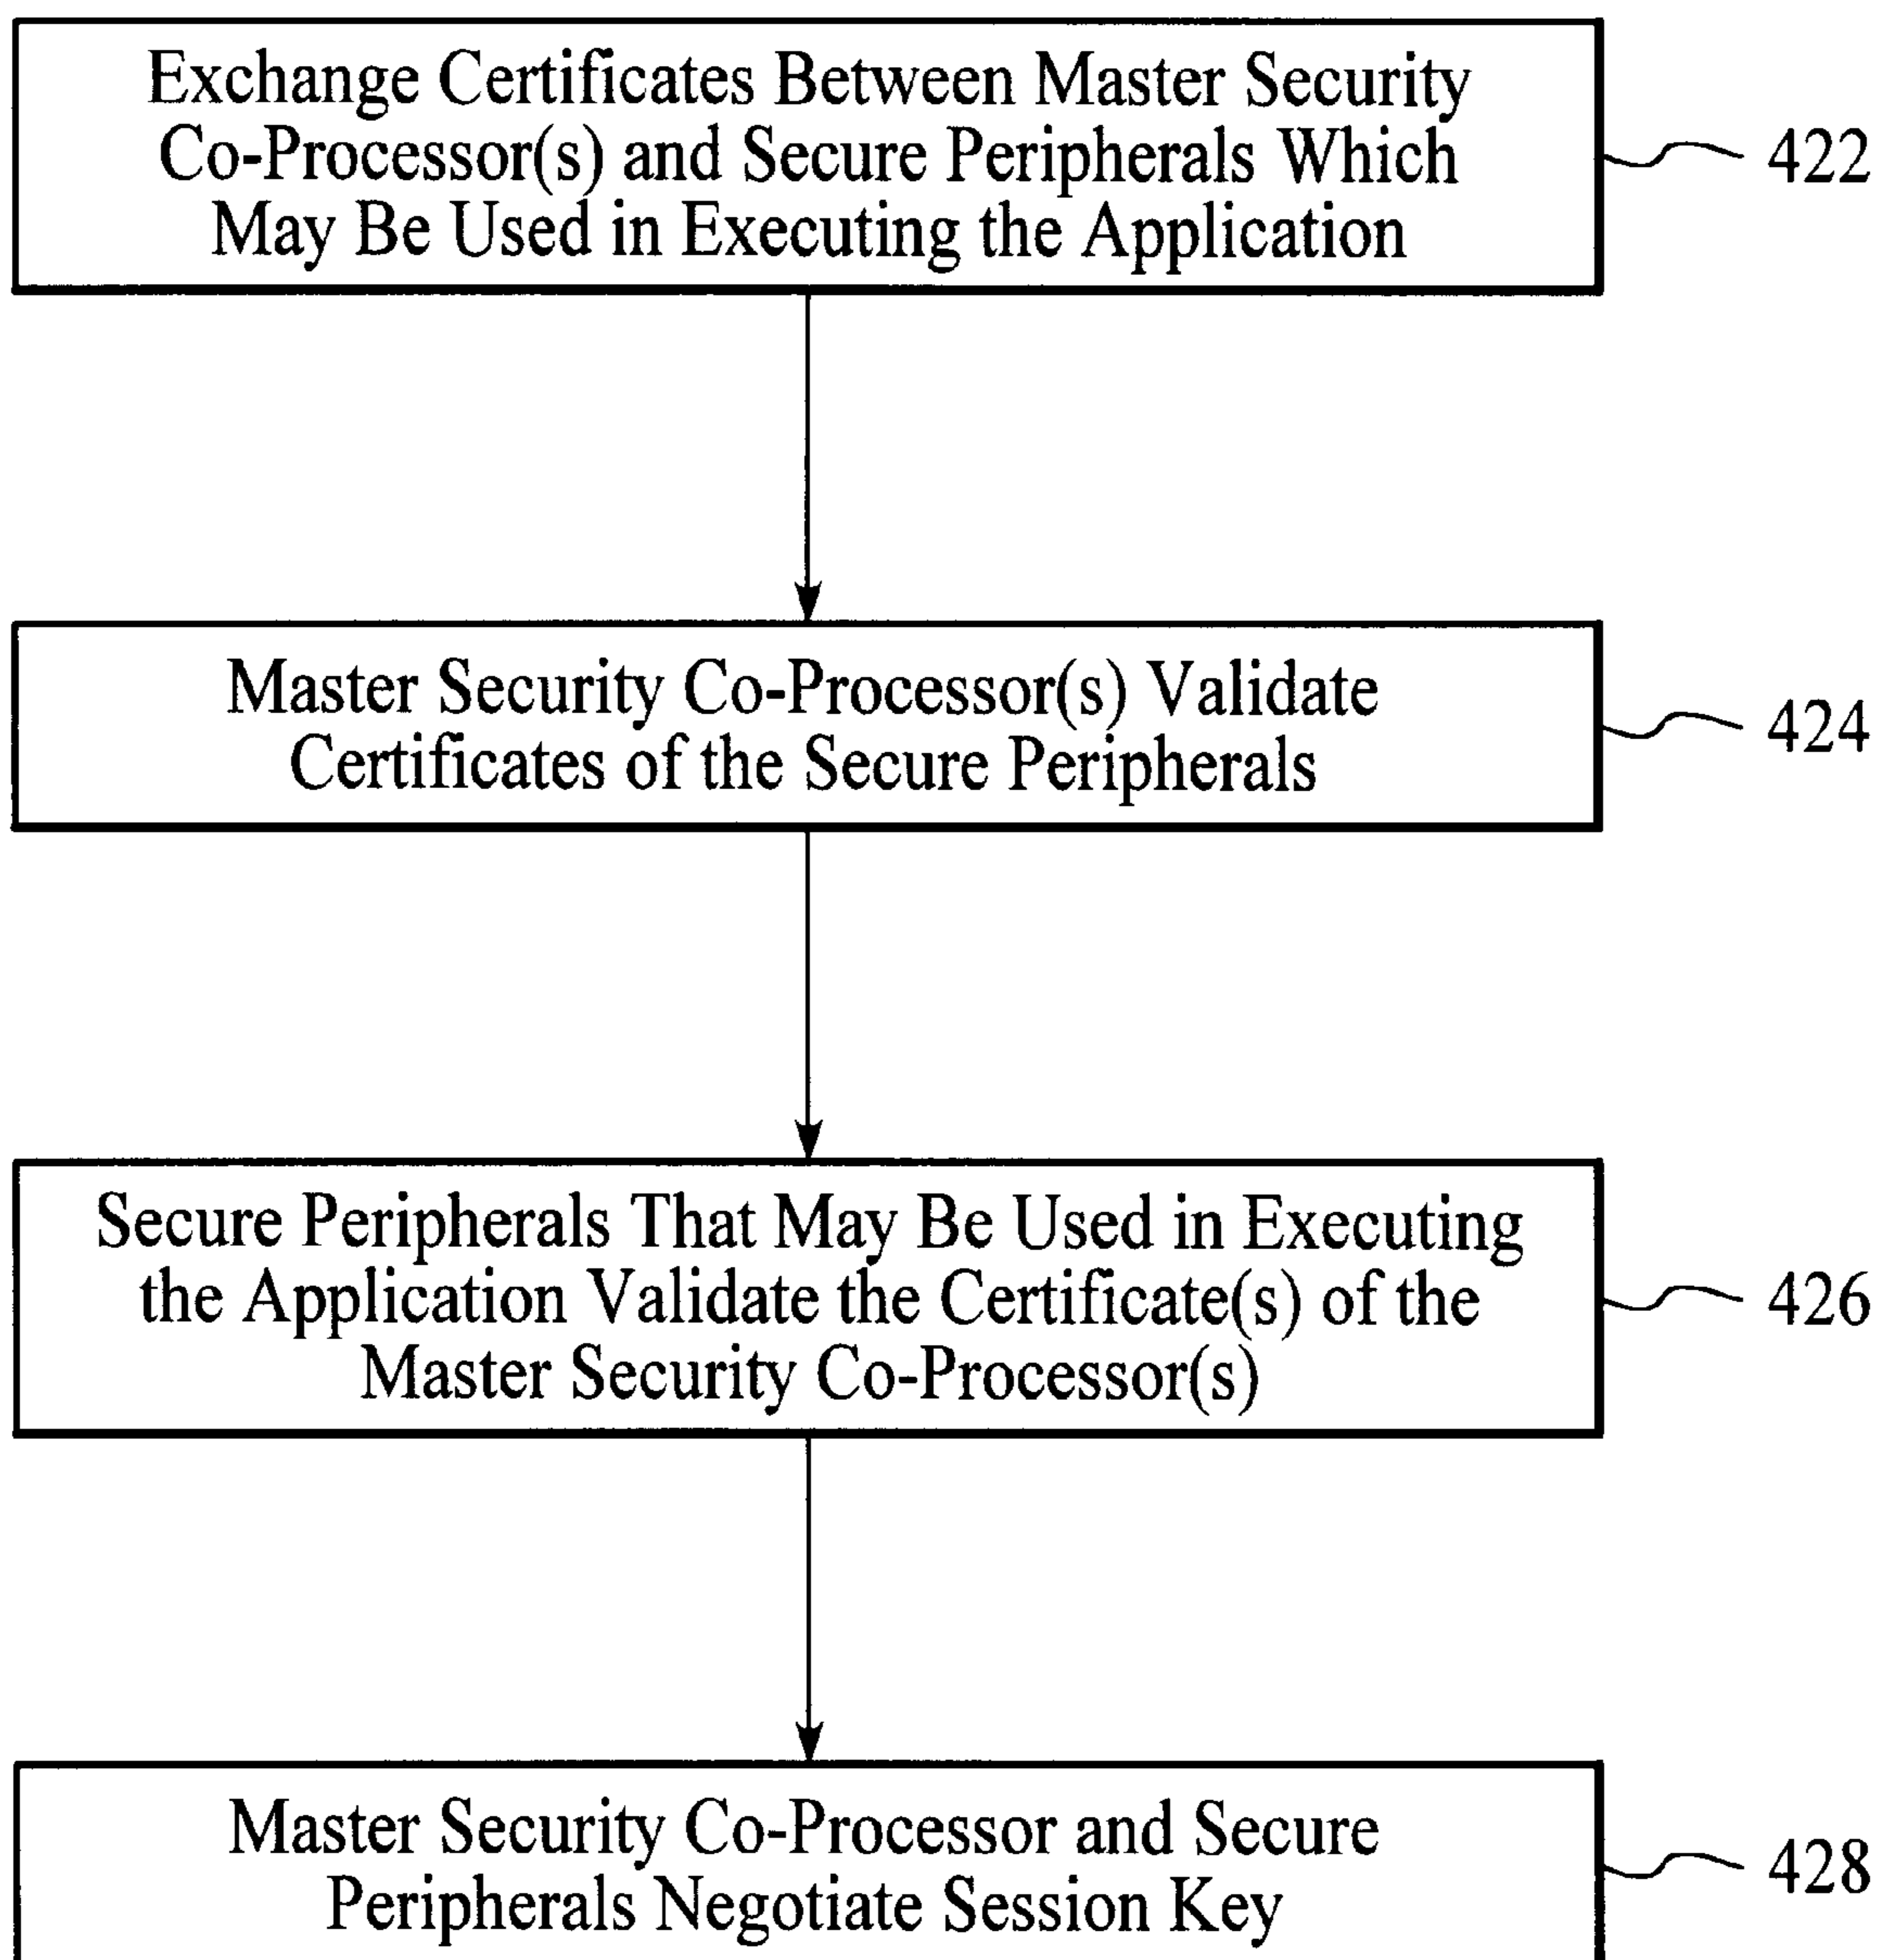 Exchange Certificates Between Master Security
Co-Processor(s) and Secure Peripherals Which
May Be Used in Executing the Application
422
Master Security Co-Processor(s) Validate
Certificates of the Secure Peripherals
424
Secure Peripherals That May Be Used in Executing
the Application Validate the Certificate(s) of the
Master Security Co-Processor(s)
426
Master Security Co-Processor and Secure
Peripherals Negotiate Session Key
428